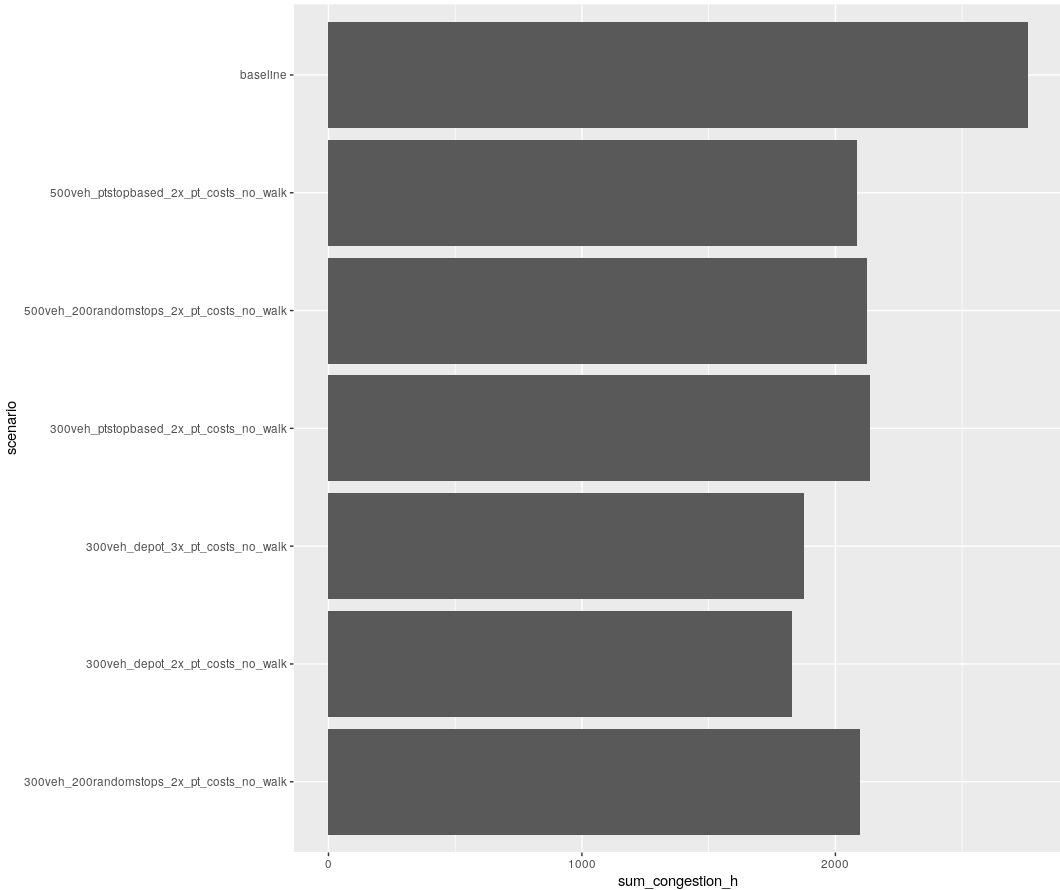 baseline
500veh_ptstopbased_2x_pt_costs_no_walk
500veh_200randomstops_2x_pt_costs_no_walk
300veh_ptstopbased_2x_pt_costs_no_walk
300veh_depot_3x_pt_costs_no_walk
300veh_depot_2x_pt_costs_no_walk
300veh_200randomstops_2x_pt_costs_no_walk
scenario
0 1000 2000
sum_congestion_h